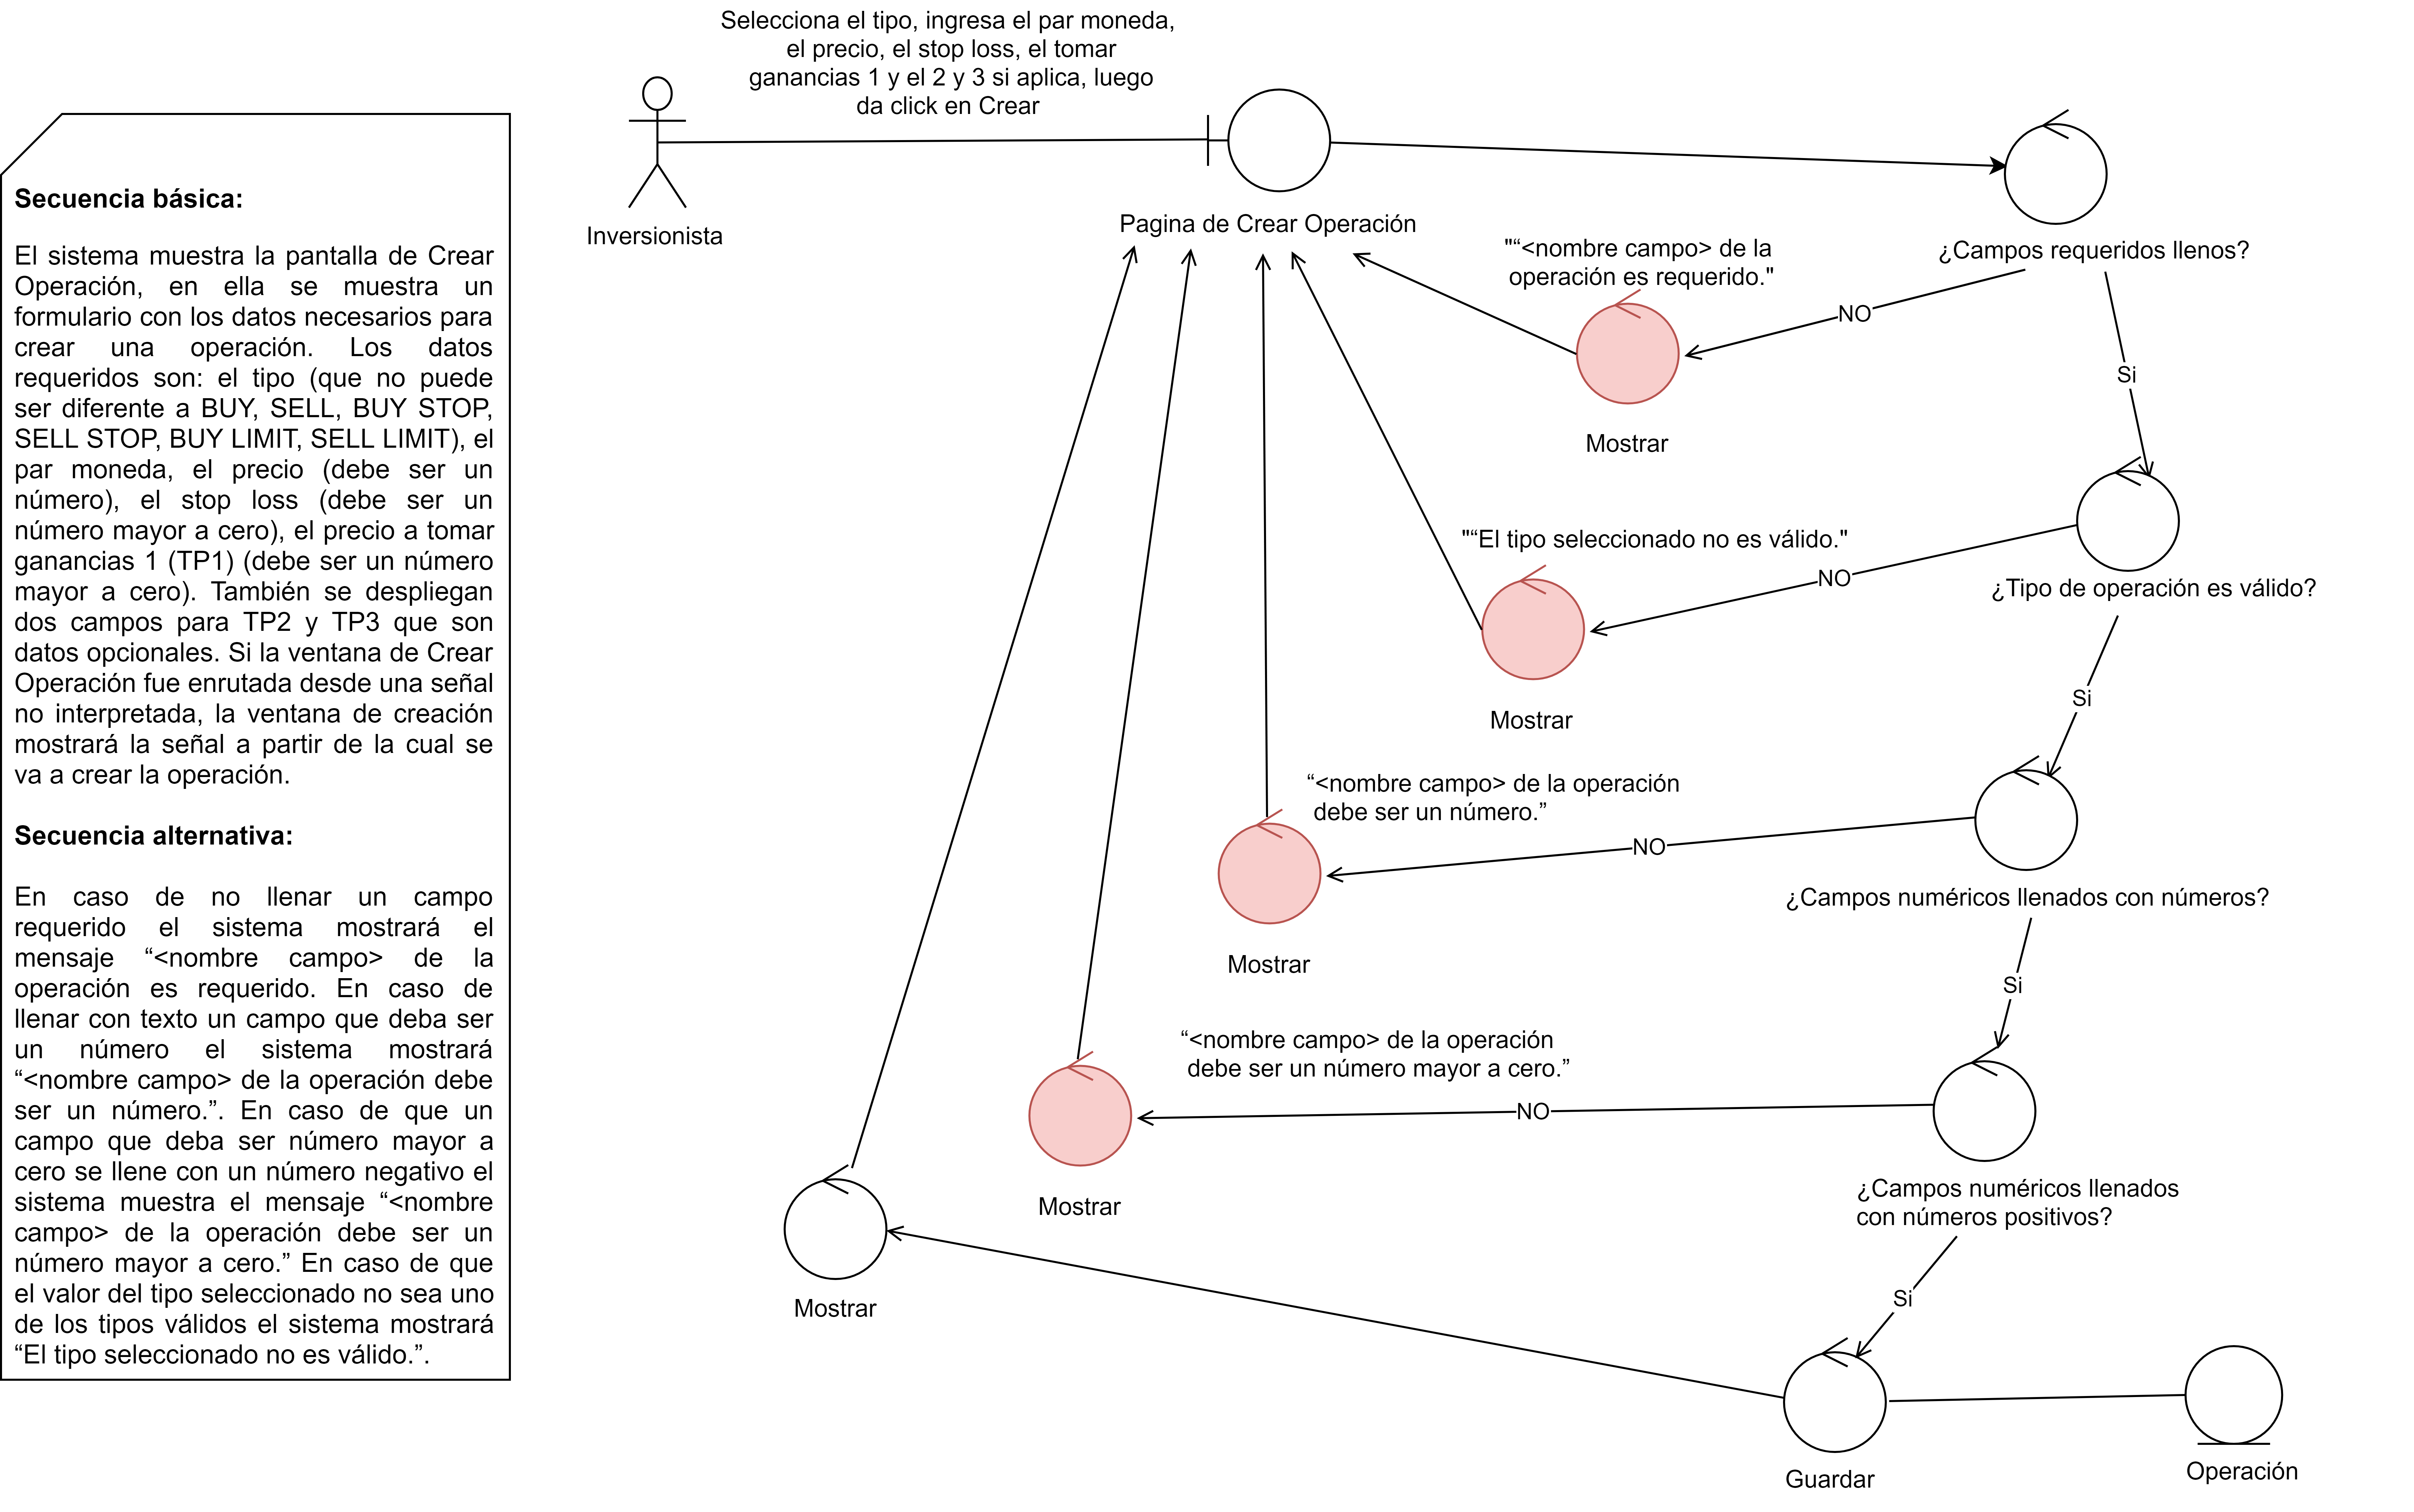 Secuencia básica:
El sistema muestra la pantalla de Crear
Operación, en ella se muestra un
formulario con los datos necesarios para
crear una operación. Los datos
requeridos son: el tipo (que no puede
ser diferente a BUY, SELL, BUY STOP,
SELL STOP, BUY LIMIT, SELL LIMIT), el
par moneda, el precio (debe ser un
número), el stop loss (debe ser un
número mayor a cero), el precio a tomar
ganancias 1 (TP1) (debe ser un número
mayor a cero). También se despliegan
dos campos para TP2 y TP3 que son
datos opcionales. Si la ventana de Crear
Operación fue enrutada desde una señal
no interpretada, la ventana de creación
mostrará la señal a partir de la cual se
va a crear la operación.
Secuencia alternativa:
En caso de no llenar un campo
requerido el sistema mostrará el
mensaje “<nombre campo> de la
operación es requerido. En caso de
llenar con texto un campo que deba ser
un número el sistema mostrará
“<nombre campo> de la operación debe
ser un número.”. En caso de que un
campo que deba ser número mayor a
cero se llene con un número negativo el
sistema muestra el mensaje “<nombre
campo> de la operación debe ser un
número mayor a cero.” En caso de que
el valor del tipo seleccionado no sea uno
de los tipos válidos el sistema mostrará
“El tipo seleccionado no es válido.”.
Selecciona el tipo, ingresa el par moneda,
el precio, el stop loss, el tomar
ganancias 1 y el 2 y 3 si aplica, luego
da click en Crear
Inversionista
Pagina de Crear Operación
¿Campos requeridos llenos?
"“<nombre campo> de la
operación es requerido."
NO
Si
Mostrar
"“El tipo seleccionado no es válido."
NO
¿Tipo de operación es válido?
Si
Mostrar
“<nombre campo> de la operación
debe ser un número.”
NO
¿Campos numéricos llenados con números?
Mostrar
Si
“<nombre campo> de la operación
debe ser un número mayor a cero.”
NO
¿Campos numéricos llenados
con números positivos?
Mostrar
Si
Mostrar
Guardar
Operación